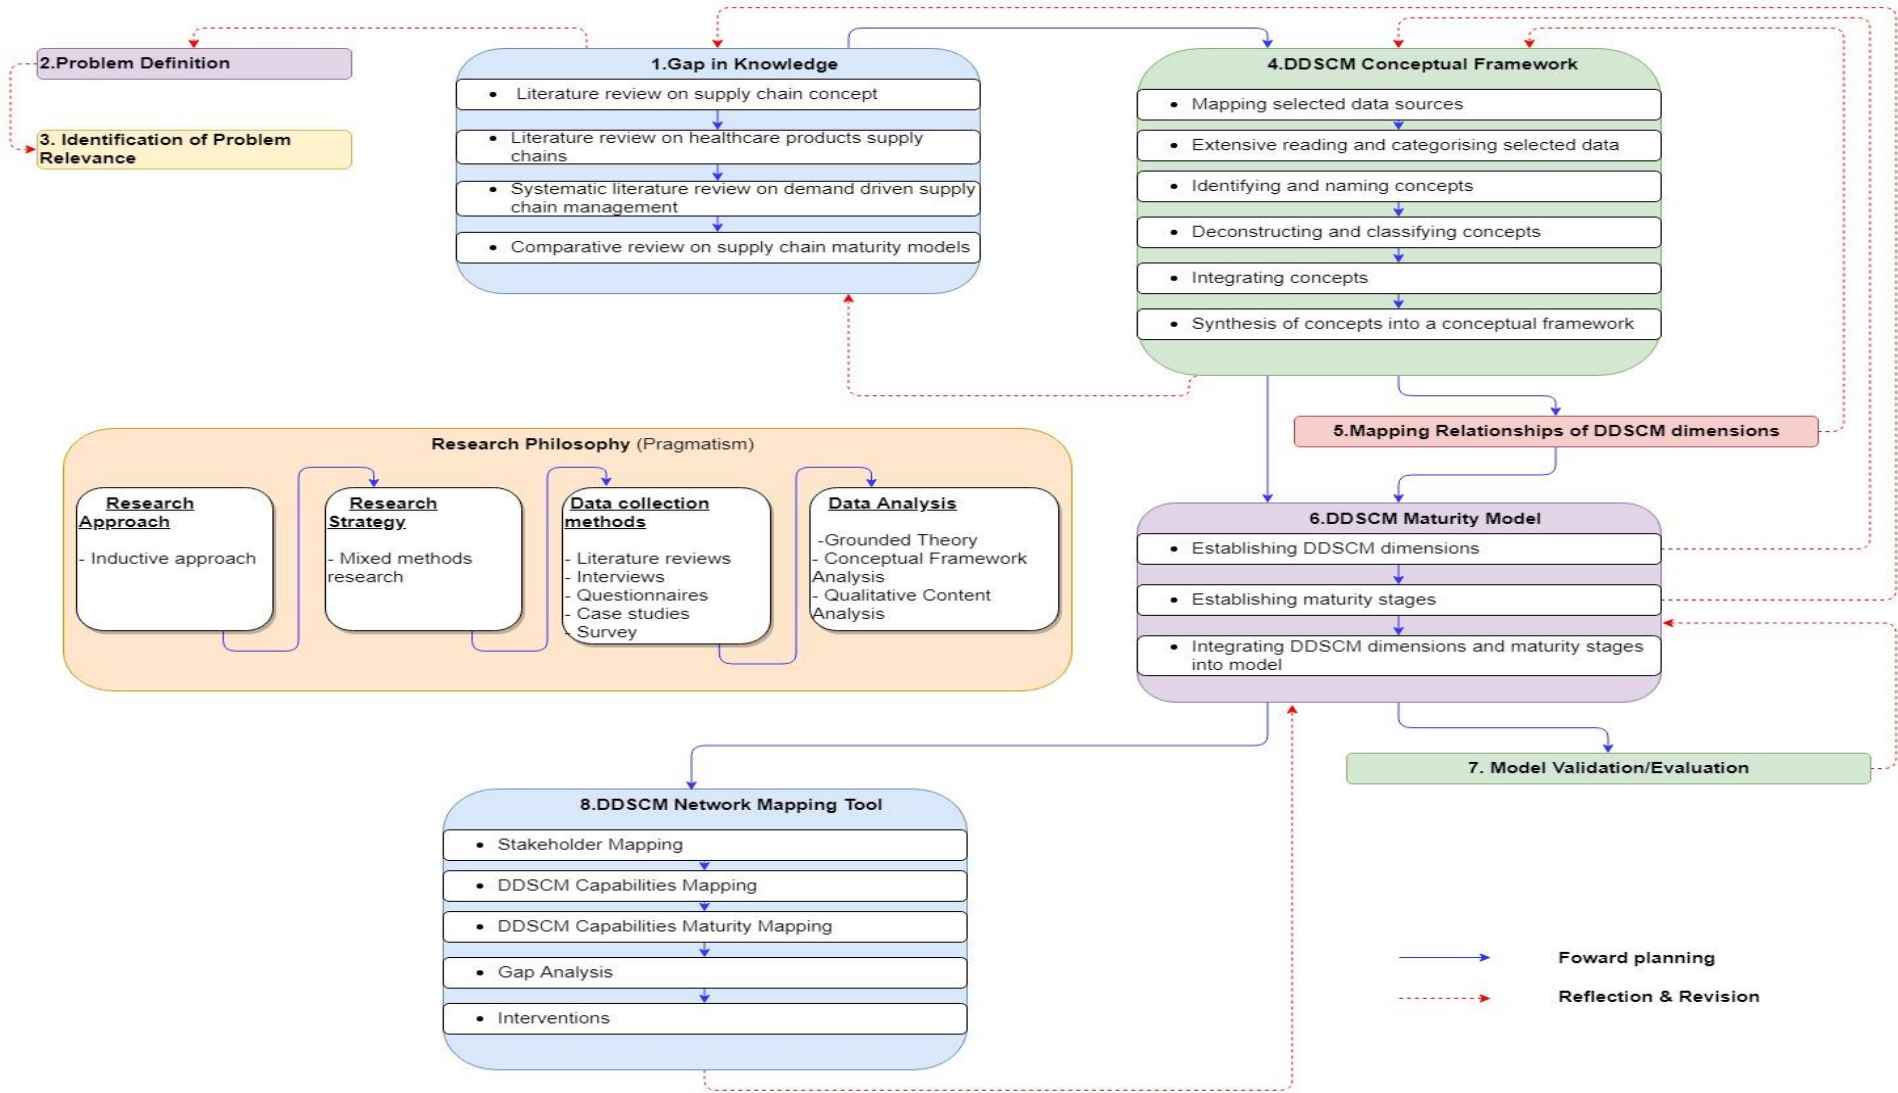 2.Problem Definition
3. Identification of Problem
Relevance
1.Gap in Knowledge
• Literature review on supply chain concept
• Literature review on healthcare products supply
chains
• Systematic literature review on demand driven supply
chain management
• Comparative review on supply chain maturity models
4.DDSCM Conceptual Framework
• Mapping selected data sources
• Extensive reading and categorising selected data
• Identifying and naming concepts
• Deconstructing and classifying concepts
• Integrating concepts
• Synthesis of concepts into a conceptual framework
5.Mapping Relationships of DDSCM dimensions
Research Philosophy (Pragmatism)
Research
Approach
- Inductive approach
Research
Strategy
- Mixed methods
research
Data collection
methods
- Literature reviews
- Interviews
- Questionnaires
- Case studies
- Survey
Data Analysis
-Grounded Theory
- Conceptual Framework
Analysis
- Qualitative Content
Analysis
6.DDSCM Maturity Model
• Establishing DDSCM dimensions
• Establishing maturity stages
• Integrating DDSCM dimensions and maturity stages
into model
7. Model Validation/Evaluation
8.DDSCM Network Mapping Tool
• Stakeholder Mapping
• DDSCM Capabilities Mapping
• DDSCM Capabilities Maturity Mapping
• Gap Analysis
• Interventions
Foward planning
Reflection & Revision